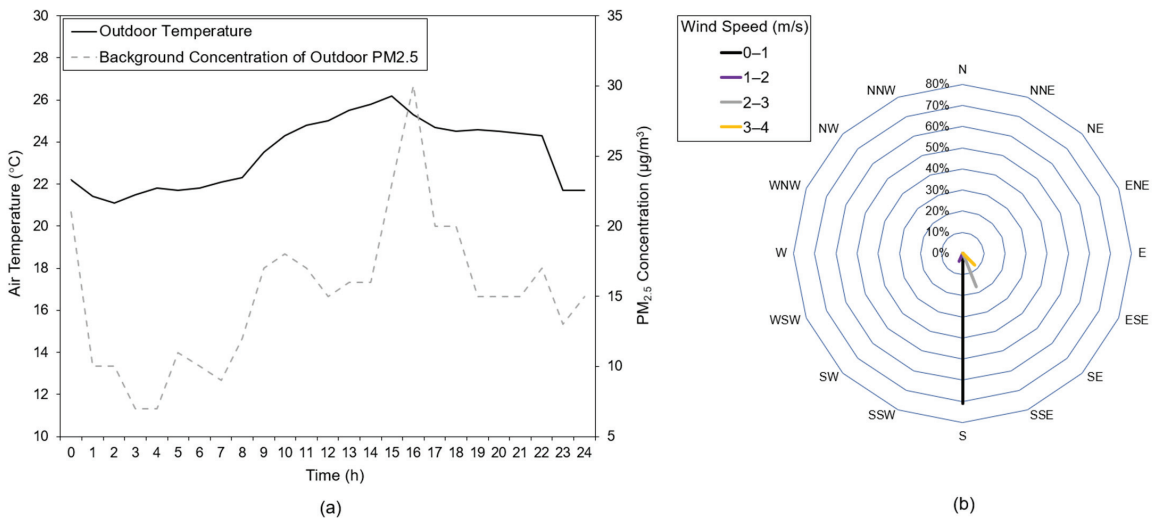 30
28
26
24
22
20
18
16
14
12
10
Air Temperature (°C)
Outdoor Temperature
Background Concentration of Outdoor PM2.5
35
30
25
20
15
10
5
PM2.5 Concentration (µg/m³)
0 1 2 3 4 5 6 7 8 9 10 11 12 13 14 15 16 17 18 19 20 21 22 23 24
Time (h)
(a)
Wind Speed (m/s)
0–1
1–2
2–3
3–4
N
NNE
NE
ENE
E
ESE
SE
SSE
S
SSW
SW
WSW
W
WNW
NW
NNW
80%
70%
60%
50%
40%
30%
20%
10%
0%
(b)